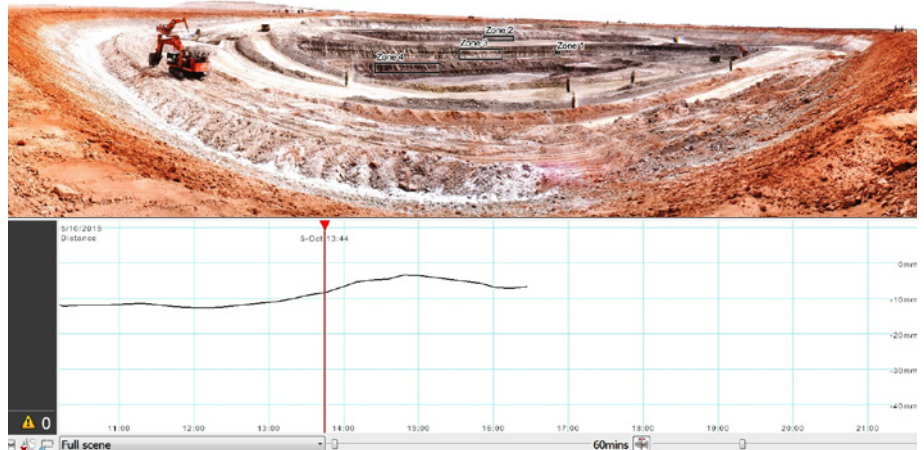 Zone 2
Zone 3
Zone 1
Zone 4
5/10/2015
Distance
5-Oct 13:44
0mm
-10mm
-20mm
-30mm
-40mm
11:00
12:00
13:00
14:00
15:00
16:00
17:00
18:00
19:00
20:00
21:00
0
Full scene
60mins